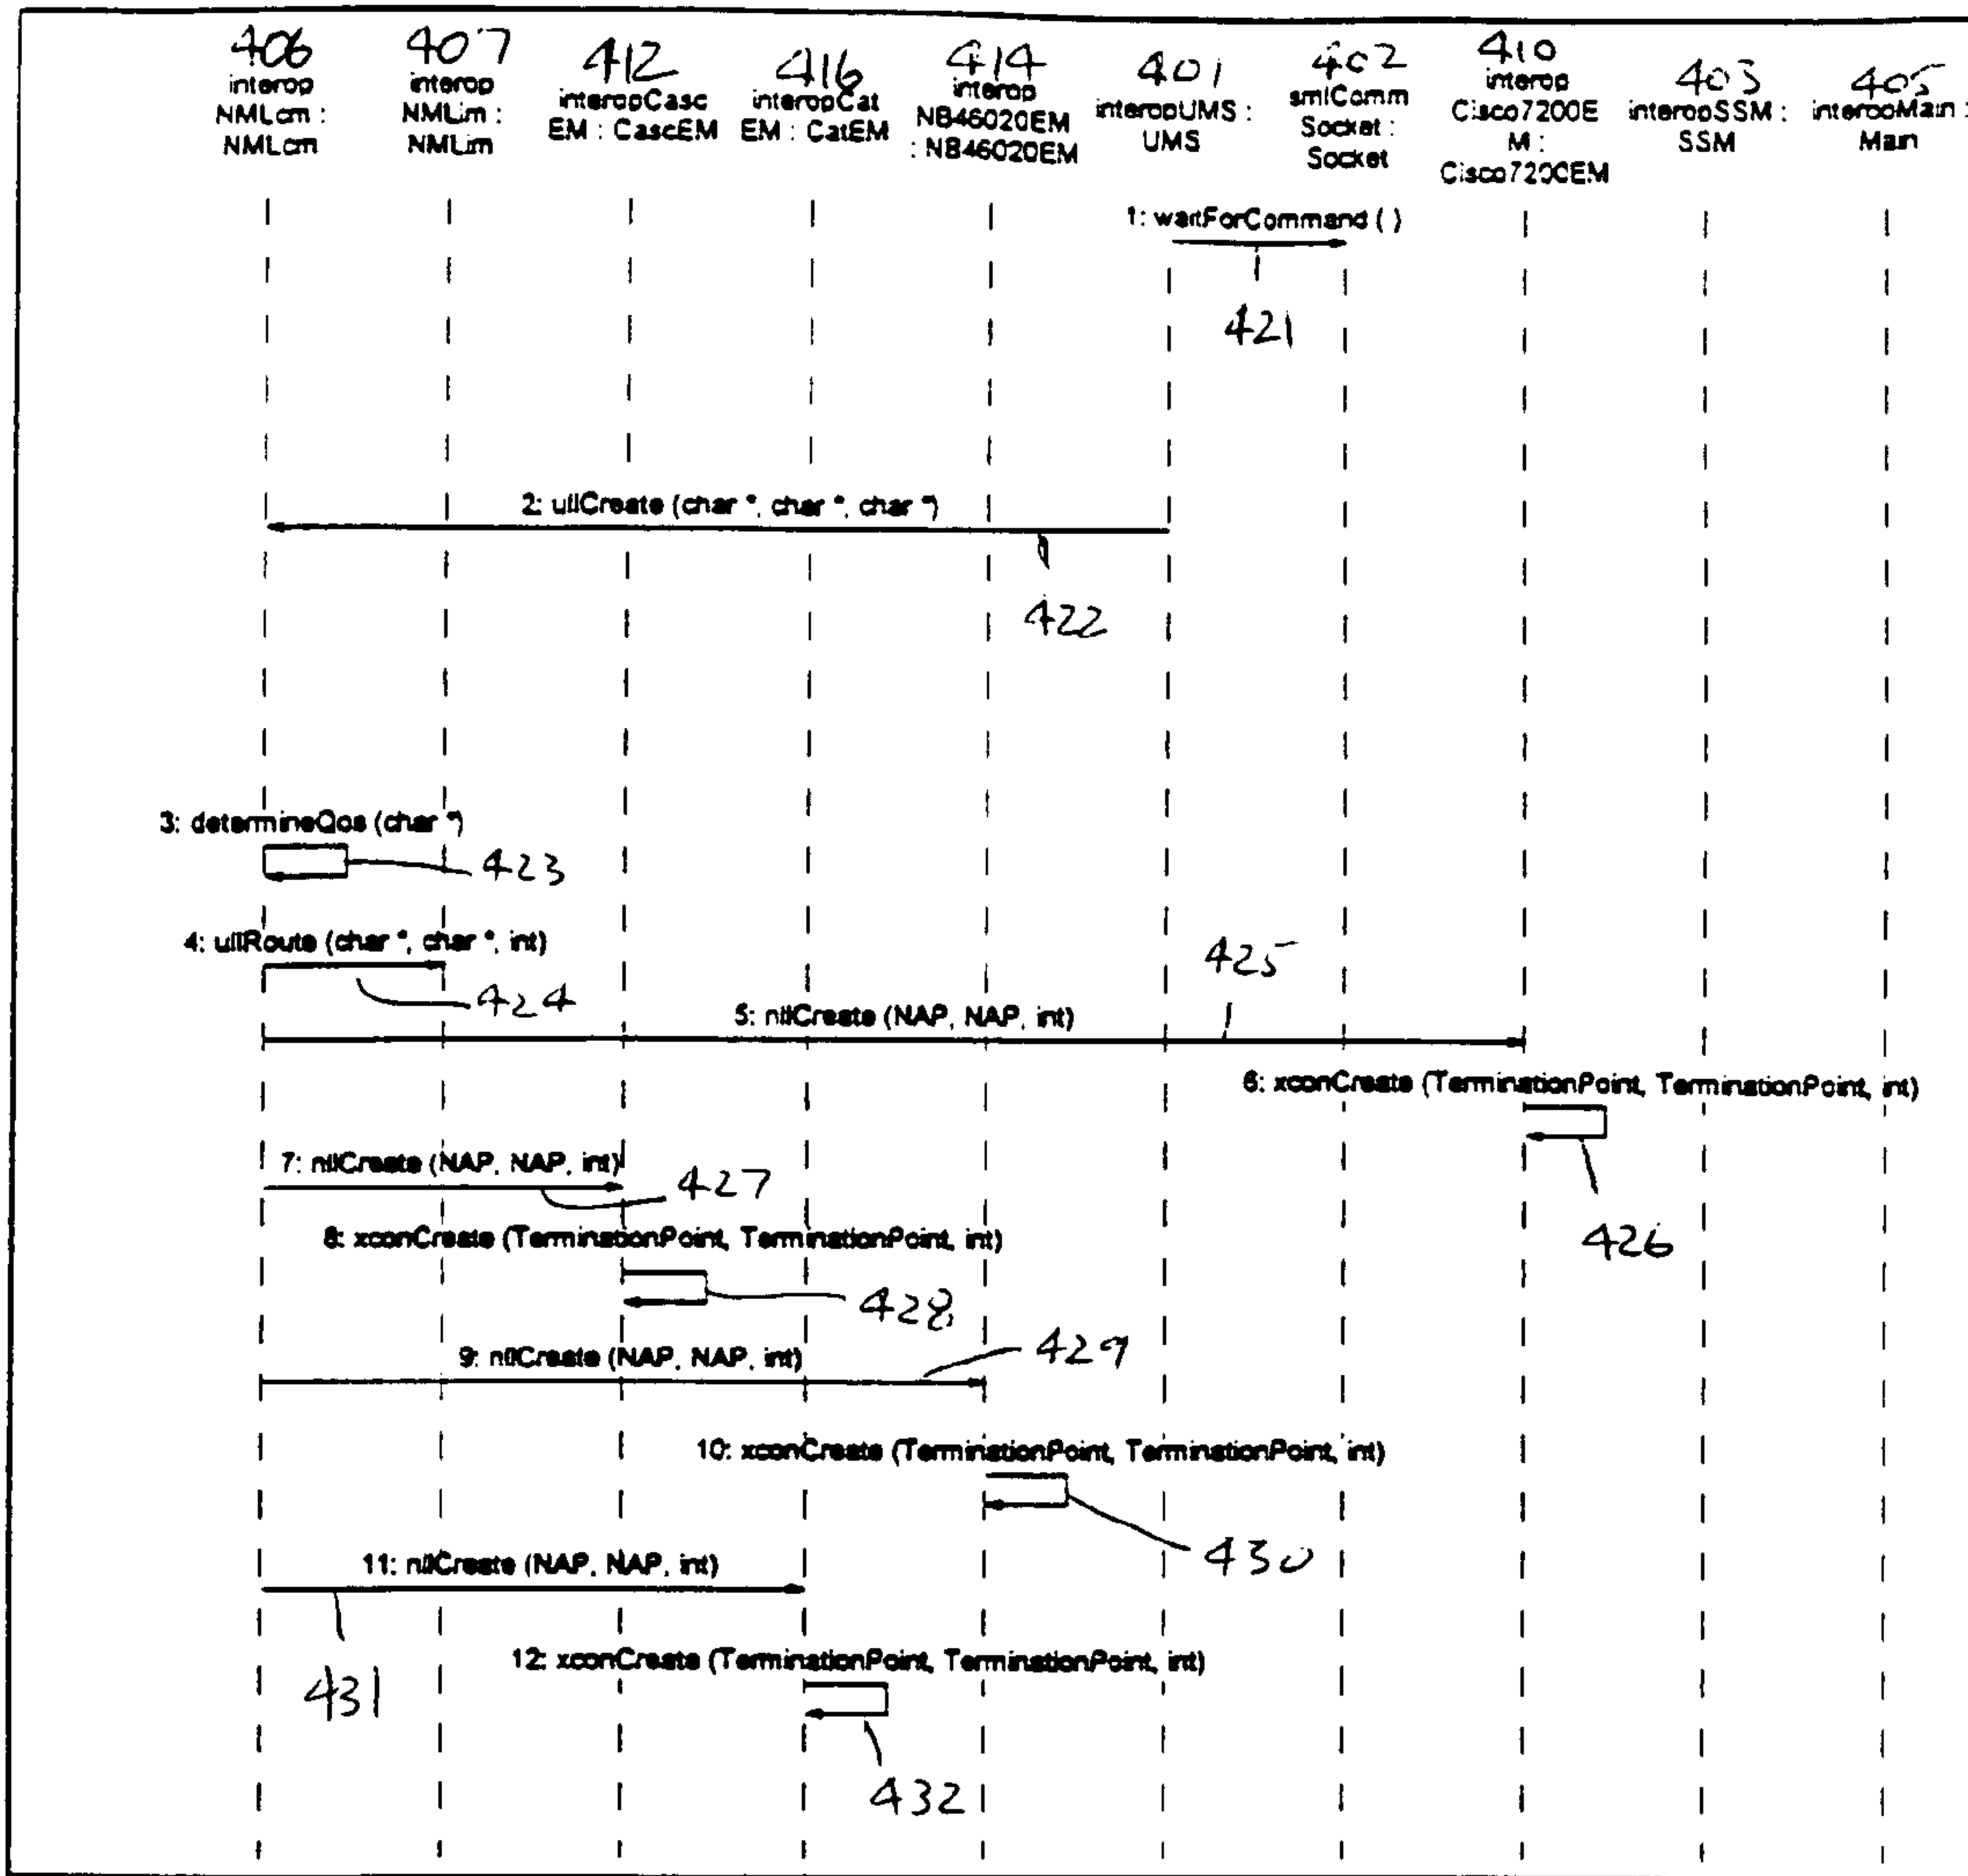 406
interop
NMLcm :
NMLcm
407
interop
NMLim :
NMLim
412
interopCasc
EM : CascEM
416
interopCat
EM : CatEM
414
interop
NB46020EM
: NB46020EM
401
interopUMS :
UMS
402
smlComm
Socket :
Socket
410
interop
Cisco7200E
M :
Cisco7200EM
403
interopSSM :
SSM
405
interopMain :
Main
1: waitForCommand ( )
421
2: ullCreate (char *, char *, char *)
422
3: determineQos (char *)
423
4: ullRoute (char *, char *, int)
424
425
5: ntlCreate (NAP, NAP, int)
6: xconCreate (TerminationPoint, TerminationPoint, int)
426
7: ntlCreate (NAP, NAP, int)
427
8: xconCreate (TerminationPoint, TerminationPoint, int)
428
9: ntlCreate (NAP, NAP, int)
429
10: xconCreate (TerminationPoint, TerminationPoint, int)
430
11: ntlCreate (NAP, NAP, int)
431
12: xconCreate (TerminationPoint, TerminationPoint, int)
432